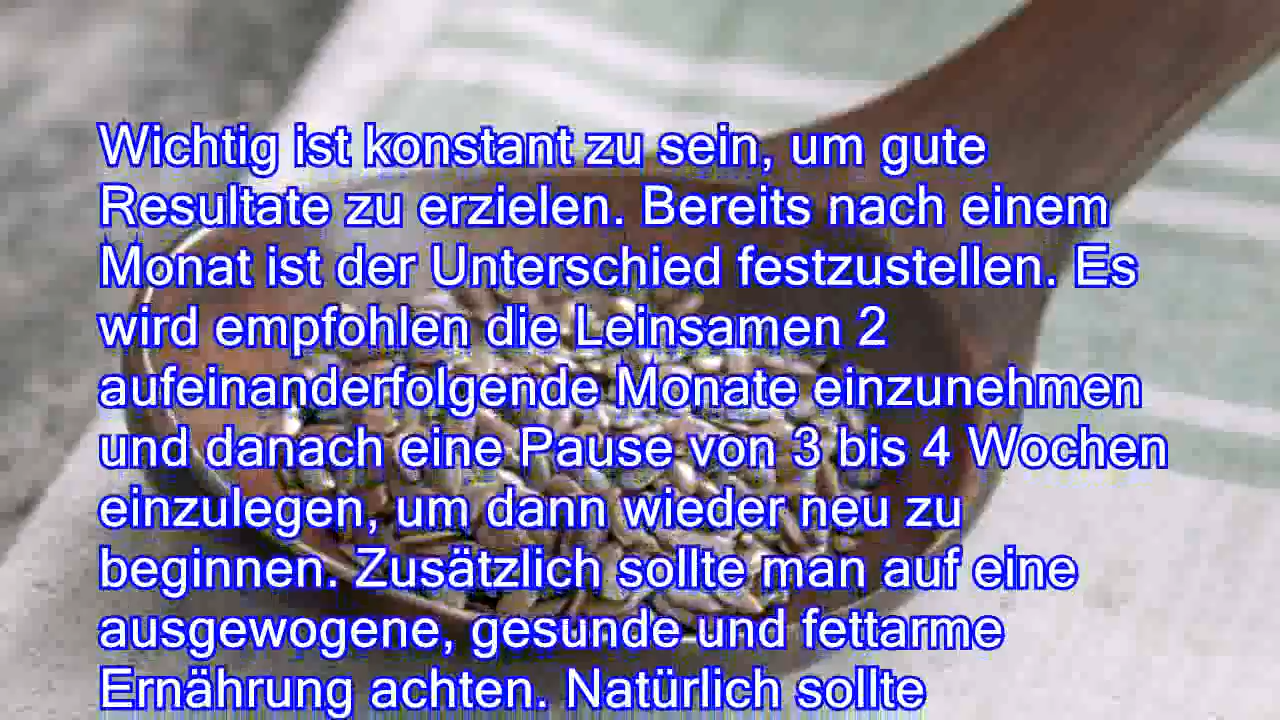 Wichtig ist konstant zu sein, um gute
Resultate zu erzielen. Bereits nach einem
Monat ist der Unterschied festzustellen. Es
wird empfohlen die Leinsamen 2
aufeinanderfolgende Monate einzunehmen
und danach eine Pause von 3 bis 4 Wochen
einzulegen, um dann wieder neu zu
beginnen. Zusätzlich sollte man auf eine
ausgewogene, gesunde und fettarme
Ernährung achten. Natürlich sollte